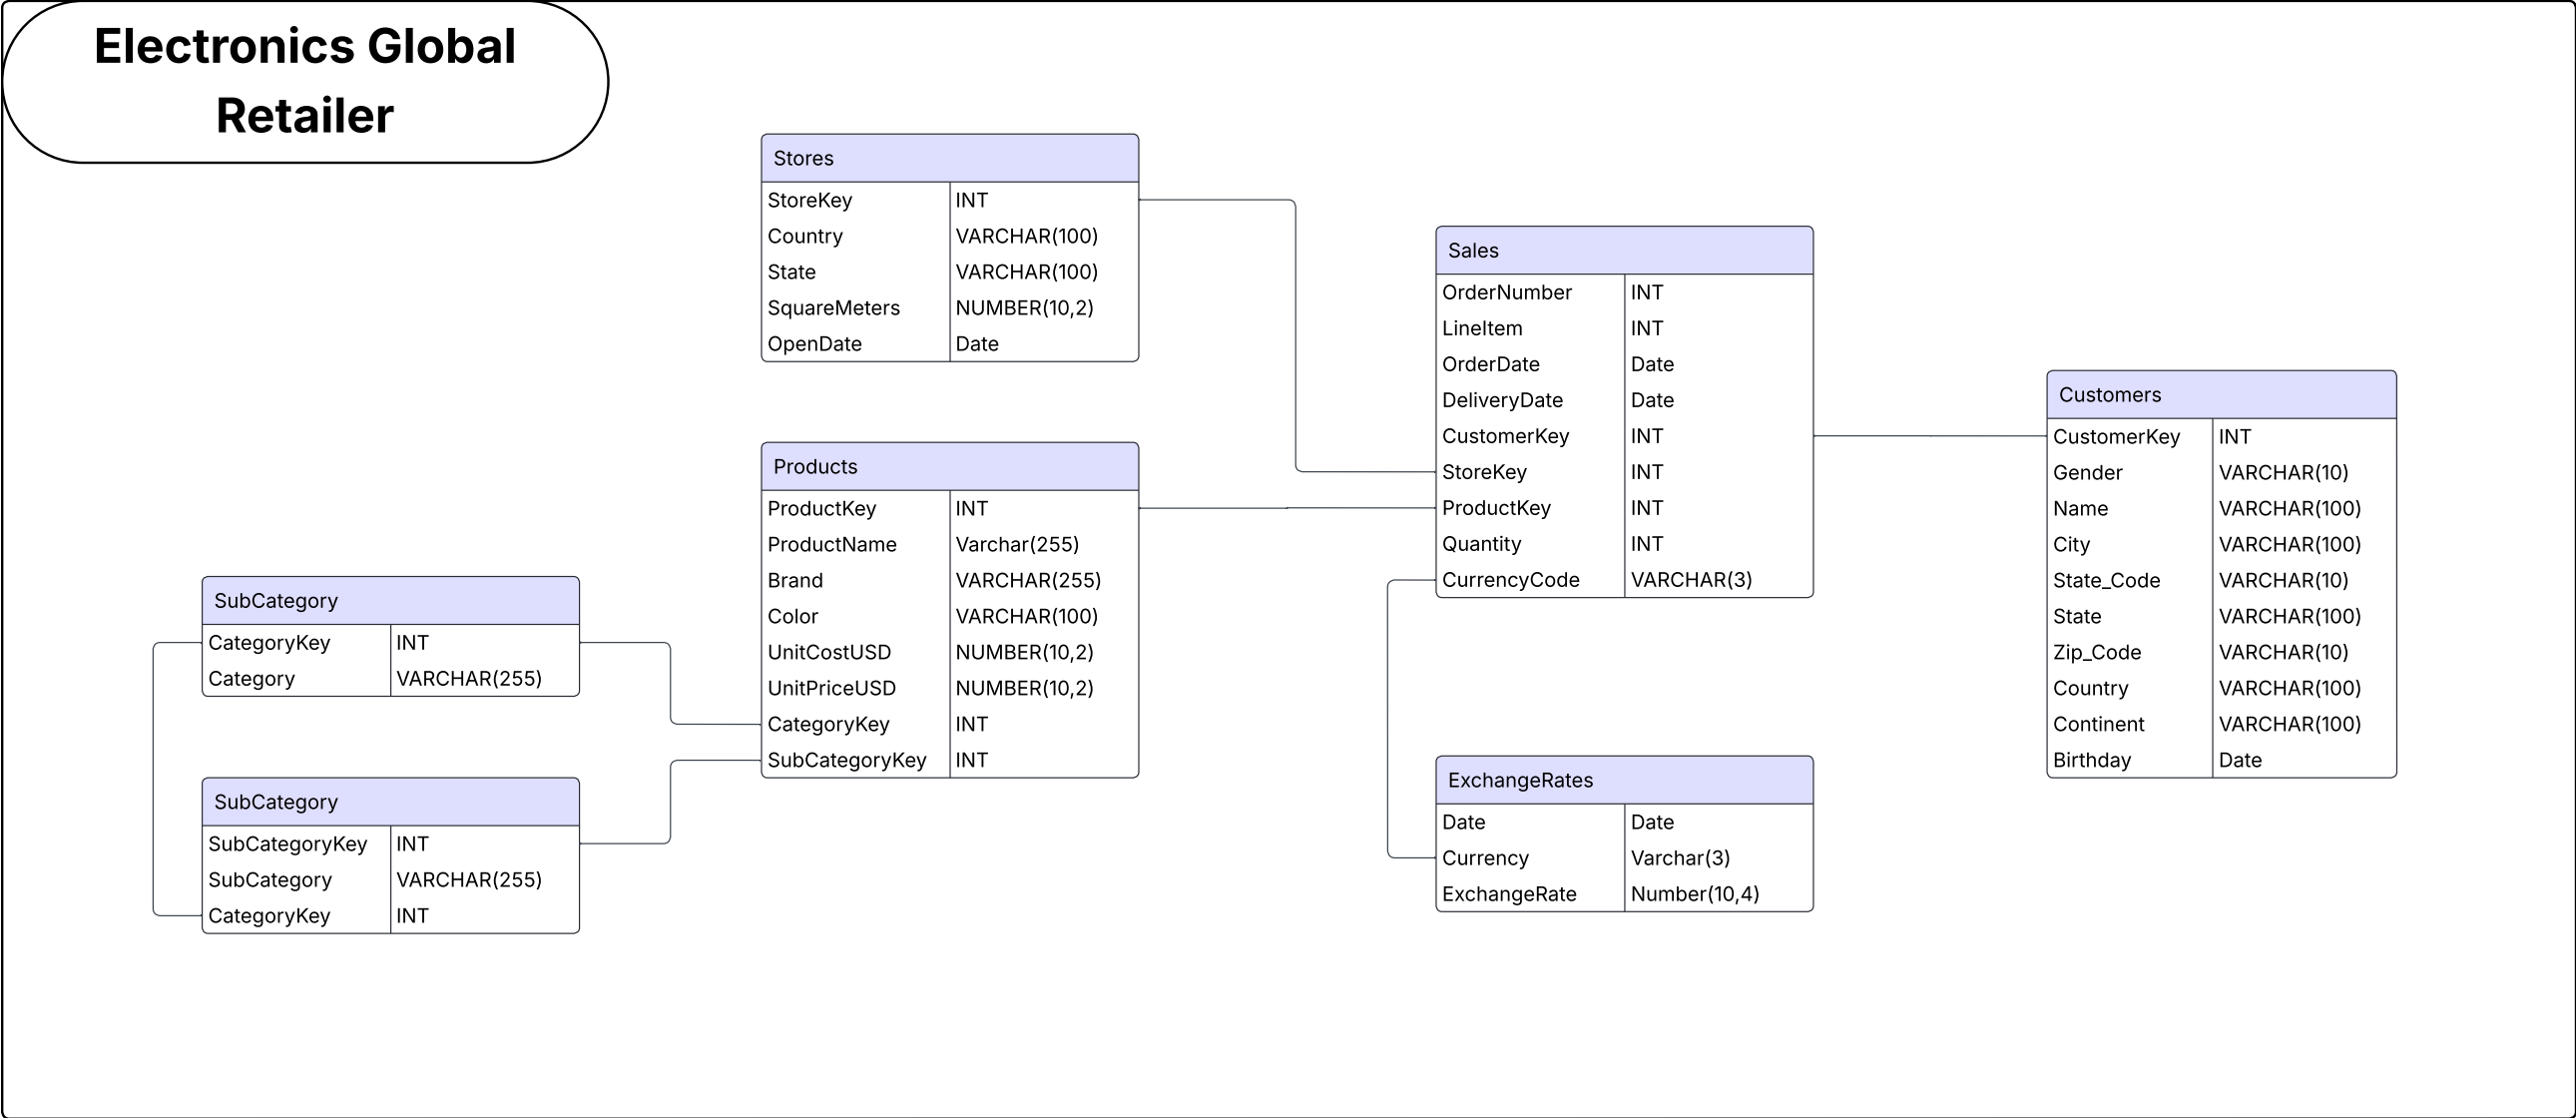 Electronics Global
Retailer
Stores
StoreKey INT
Country VARCHAR(100)
State VARCHAR(100)
SquareMeters NUMBER(10,2)
OpenDate Date
Sales
OrderNumber INT
LineItem INT
OrderDate Date
DeliveryDate Date
CustomerKey INT
StoreKey INT
ProductKey INT
Quantity INT
CurrencyCode VARCHAR(3)
Customers
CustomerKey INT
Gender VARCHAR(10)
Name VARCHAR(100)
City VARCHAR(100)
State_Code VARCHAR(10)
State VARCHAR(100)
Zip_Code VARCHAR(10)
Country VARCHAR(100)
Continent VARCHAR(100)
Birthday Date
Products
ProductKey INT
ProductName Varchar(255)
Brand VARCHAR(255)
Color VARCHAR(100)
UnitCostUSD NUMBER(10,2)
UnitPriceUSD NUMBER(10,2)
CategoryKey INT
SubCategoryKey INT
SubCategory
CategoryKey INT
Category VARCHAR(255)
SubCategory
SubCategoryKey INT
SubCategory VARCHAR(255)
CategoryKey INT
ExchangeRates
Date Date
Currency Varchar(3)
ExchangeRate Number(10,4)